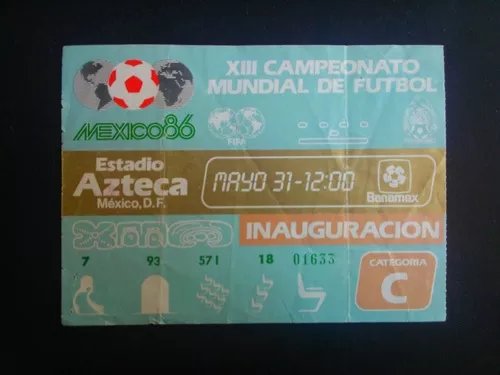 XIII CAMPEONATO
MUNDIAL DE FUTBOL
MEXICO86
FIFA
Estadio
Azteca
México, D.F.
MAYO 31-12:00
Banamex
INAUGURACION
7 93 571 18 01633
CATEGORIA
C